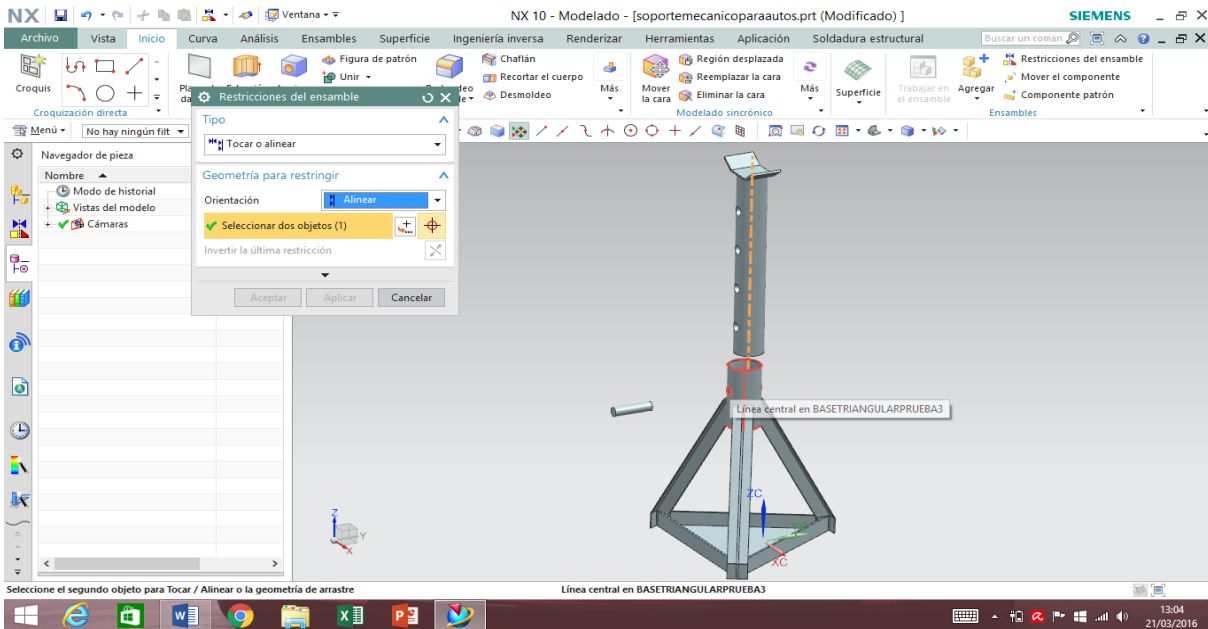 NX Ventana NX 10 - Modelado - [soportemecanicoparaautos.prt (Modificado) ] SIEMENS
Archivo Vista Inicio Curva Análisis Ensambles Superficie Ingeniería inversa Renderizar Herramientas Aplicación Soldadura estructural Buscar un coman
Croquis
Croquización directa
Figura de patrón
Unir
Chaflán
Recortar el cuerpo
Desmoldeo
Más
Mover la cara
Región desplazada
Reemplazar la cara
Eliminar la cara
Más
Modelado sincrónico
Superficie
Trabajar en el ensamble
Agregar
Restricciones del ensamble
Mover el componente
Componente patrón
Ensambles
Menú No hay ningún filt
Restricciones del ensamble
Tipo
Tocar o alinear
Geometría para restringir
Orientación Alinear
Seleccionar dos objetos (1)
Invertir la última restricción
Aceptar Aplicar Cancelar
Navegador de pieza
Nombre
Modo de historial
Vistas del modelo
Cámaras
Línea central en BASETRIANGULARPRUEBA3
ZC
XC
Z
Y
X
Seleccione el segundo objeto para Tocar / Alinear o la geometría de arrastre Línea central en BASETRIANGULARPRUEBA3
13:04
21/03/2016